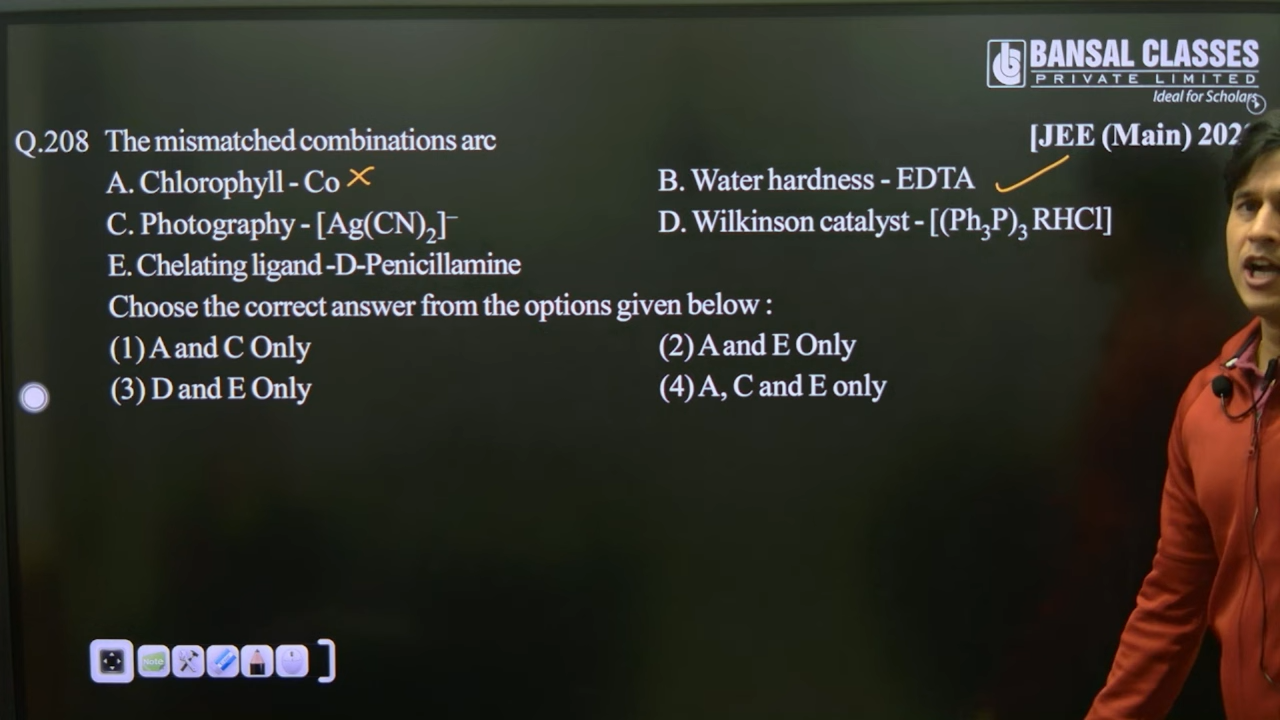 BANSAL CLASSES
PRIVATE LIMITED
Ideal for Scholars
Q.208 The mismatched combinations arc [JEE (Main) 202
A. Chlorophyll - Co ✗ B. Water hardness - EDTA ✓
C. Photography - [Ag(CN)₂]⁻ D. Wilkinson catalyst - [(Ph₃P)₃ RHCl]
E. Chelating ligand -D-Penicillamine
Choose the correct answer from the options given below :
(1) A and C Only (2) A and E Only
(3) D and E Only (4) A, C and E only
Note